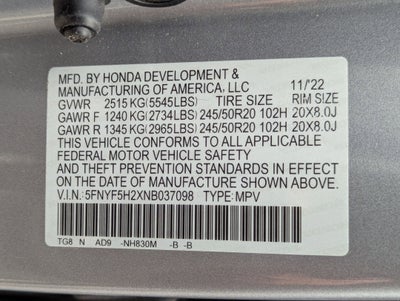 MFD. BY HONDA DEVELOPMENT &
MANUFACTURING OF AMERICA, LLC 11/'22
GVWR 2515 KG (5545LBS) TIRE SIZE RIM SIZE
GAWR F 1240 KG (2734LBS) 245/50R20 102H 20X8.0J
GAWR R 1345 KG (2965LBS) 245/50R20 102H 20X8.0J
THIS VEHICLE CONFORMS TO ALL APPLICABLE
FEDERAL MOTOR VEHICLE SAFETY
AND THEFT PREVENTION STANDARDS IN EFFECT ON
THE DATE OF MANUFACTURE SHOWN ABOVE.
V.I.N.: 5FNYF5H2XNB037098 TYPE: MPV
TG8 N AD9 -NH830M -B -B